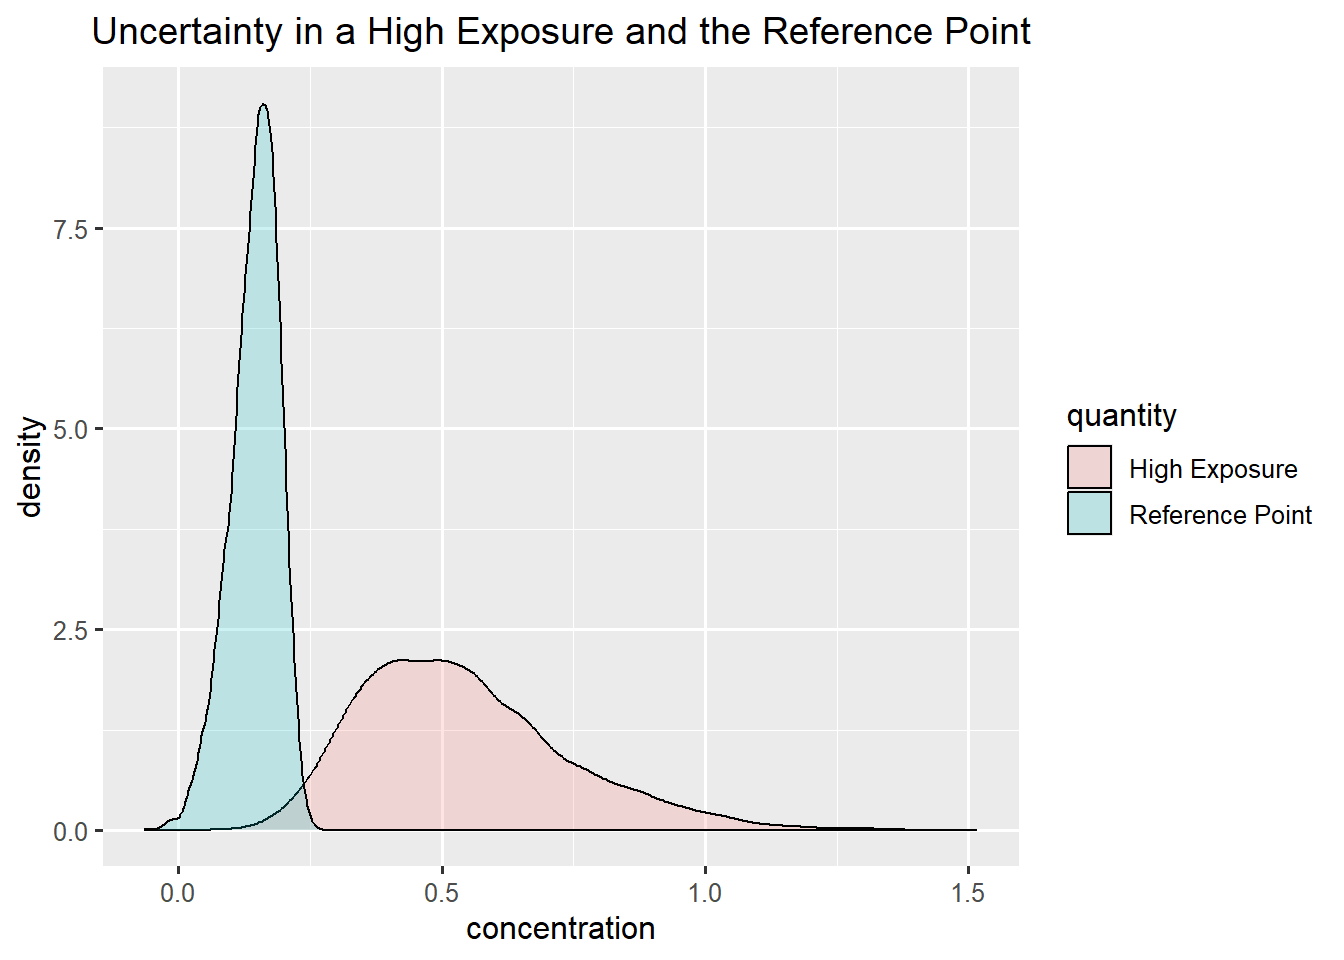 Uncertainty in a High Exposure and the Reference Point
density
7.5
5.0
2.5
0.0
0.0
0.5
1.0
1.5
concentration
quantity
High Exposure
Reference Point